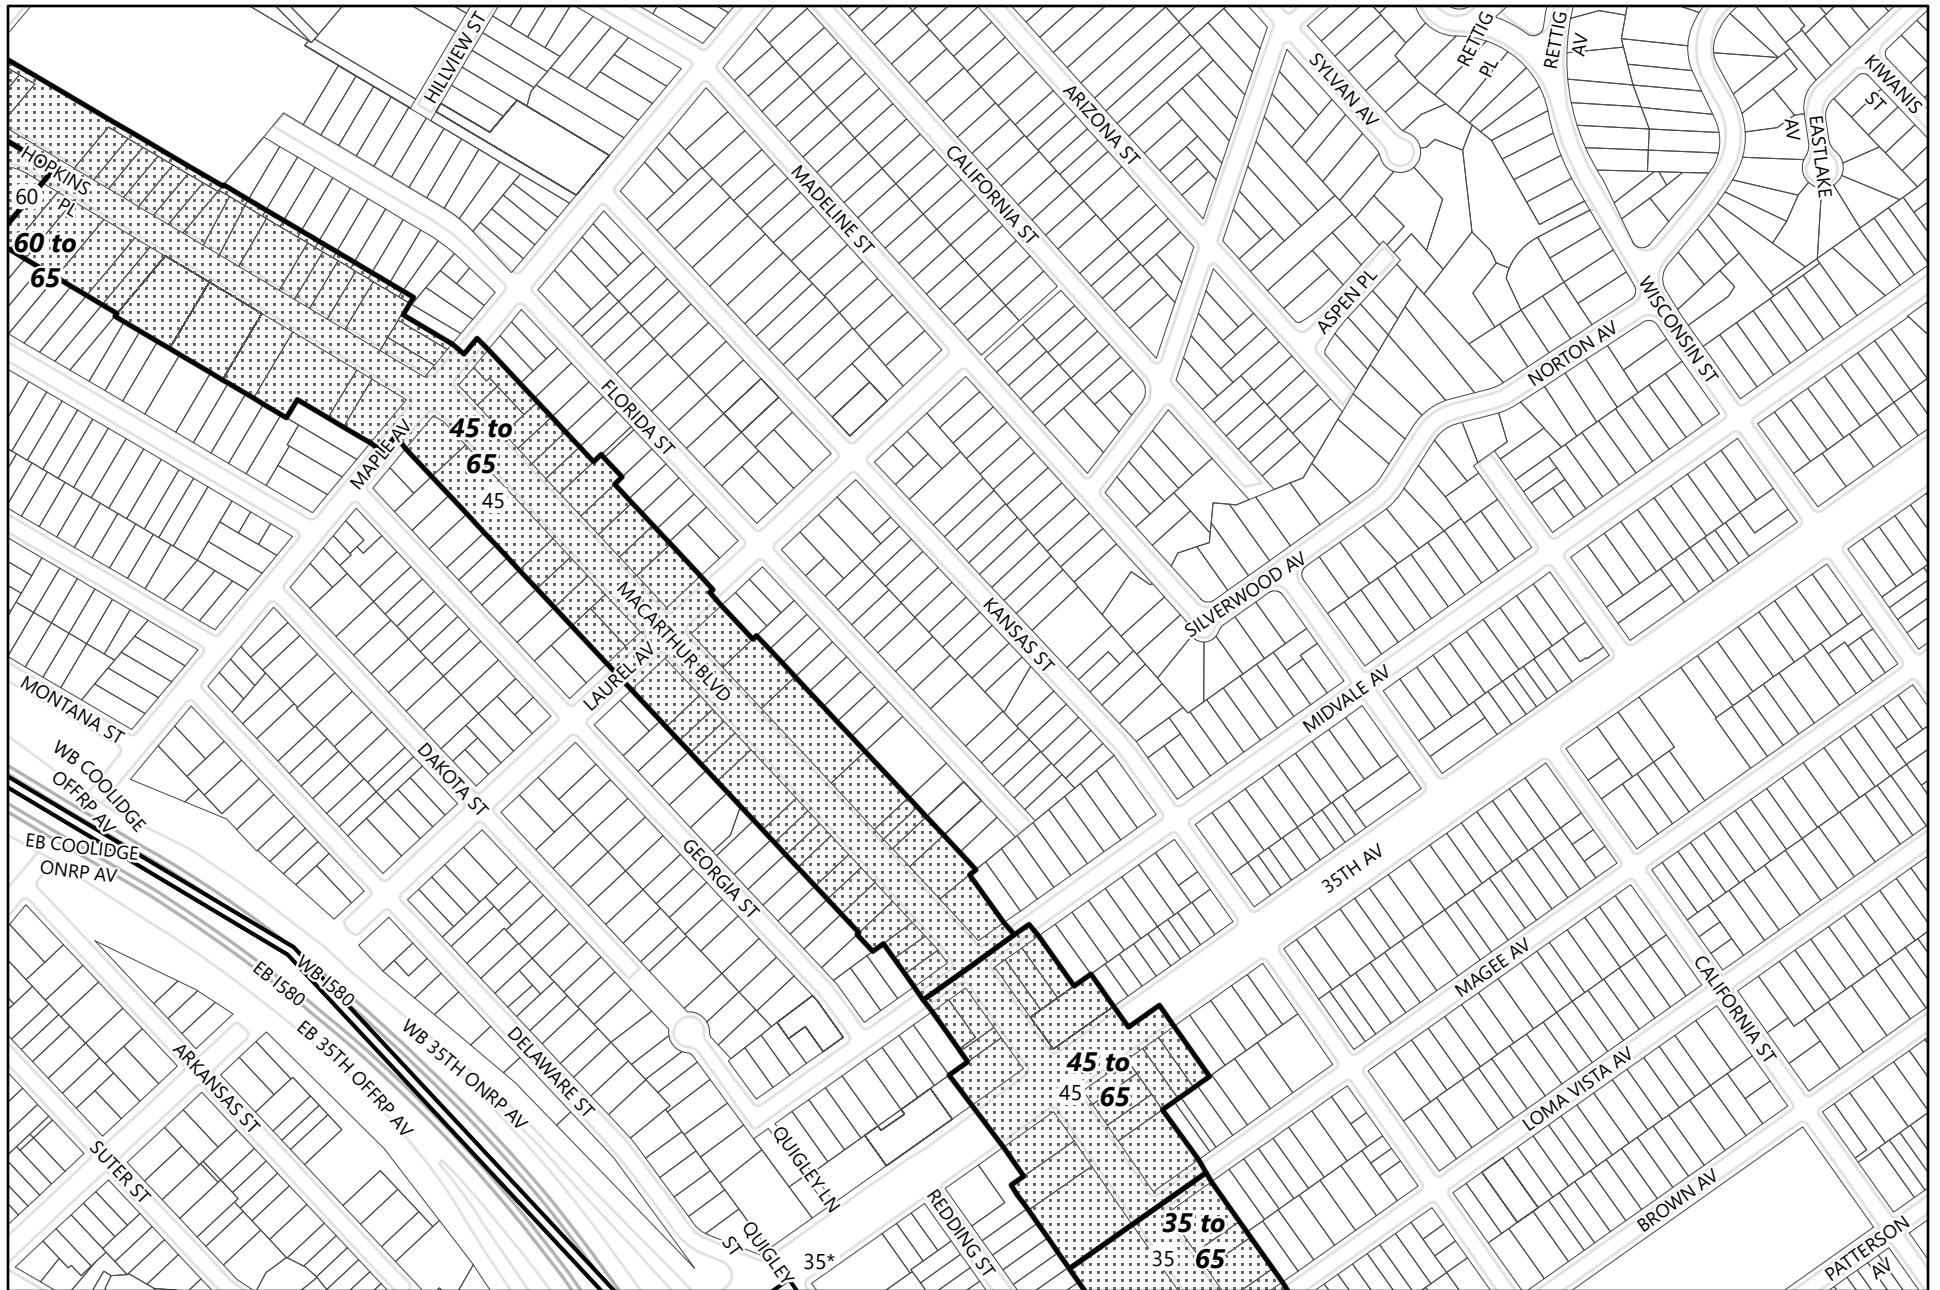 HILLVIEW ST
RETTIG
PL
RETTIG
AV
SYLVAN AV
KIWANIS
ST
ARIZONA ST
EASTLAKE
AV
CALIFORNIA ST
MADELINE ST
HOPKINS
PL
60
60 to
65
ASPEN PL
WISCONSIN ST
NORTON AV
FLORIDA ST
MAPLE AV
45 to
65
45
SILVERWOOD AV
MACARTHUR BLVD
KANSAS ST
LAUREL AV
MIDVALE AV
MONTANA ST
WB COOLIDGE
OFFRP AV
DAKOTA ST
EB COOLIDGE
ONRP AV
GEORGIA ST
35TH AV
WB I580
EB I580
MAGEE AV
CALIFORNIA ST
EB 35TH OFFRP AV
WB 35TH ONRP AV
DELAWARE ST
ARKANSAS ST
45 to
45
65
LOMA VISTA AV
SUTER ST
QUIGLEY LN
REDDING ST
BROWN AV
QUIGLEY
ST
35*
35 to
35
65
PATTERSON
AV